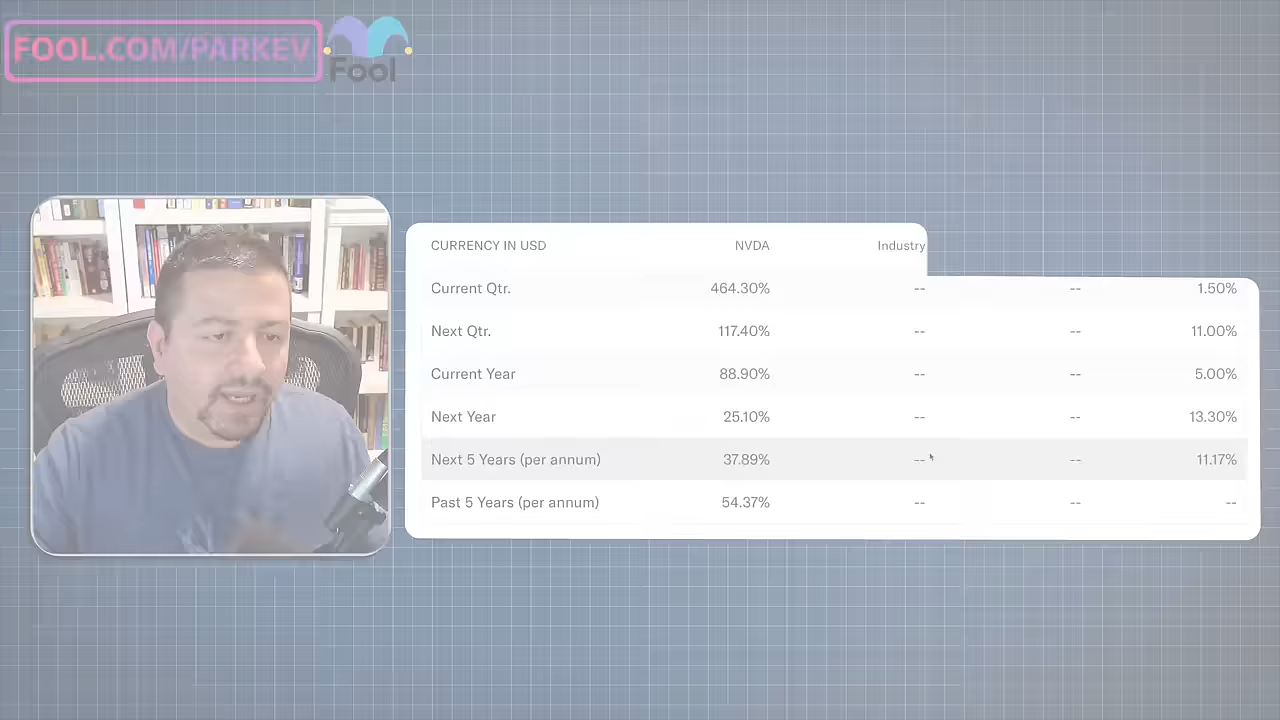 FOOL.COM/PARKEV
Fool
CURRENCY IN USD NVDA Industry
Current Qtr. 464.30% -- -- 1.50%
Next Qtr. 117.40% -- -- 11.00%
Current Year 88.90% -- -- 5.00%
Next Year 25.10% -- -- 13.30%
Next 5 Years (per annum) 37.89% -- -- 11.17%
Past 5 Years (per annum) 54.37% -- -- --